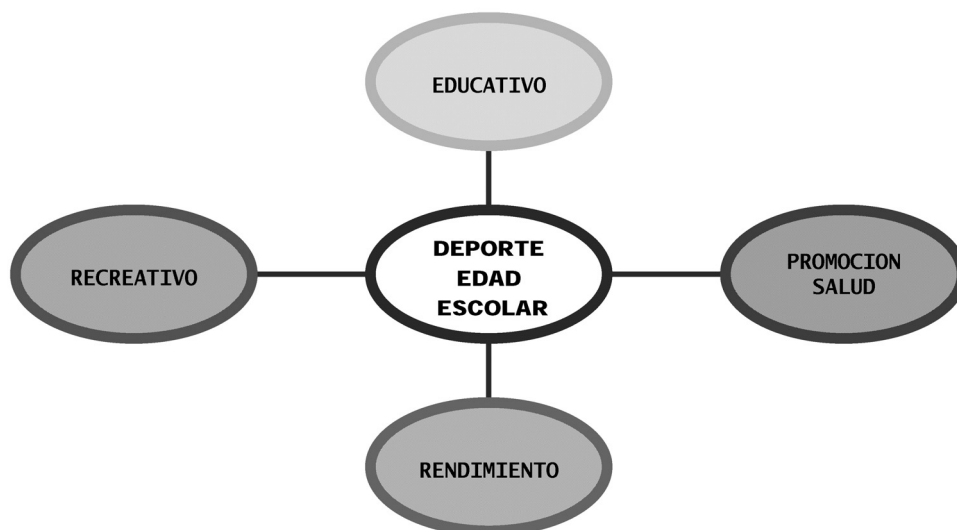 EDUCATIVO
RECREATIVO
DEPORTE
EDAD
ESCOLAR
PROMOCION
SALUD
RENDIMIENTO